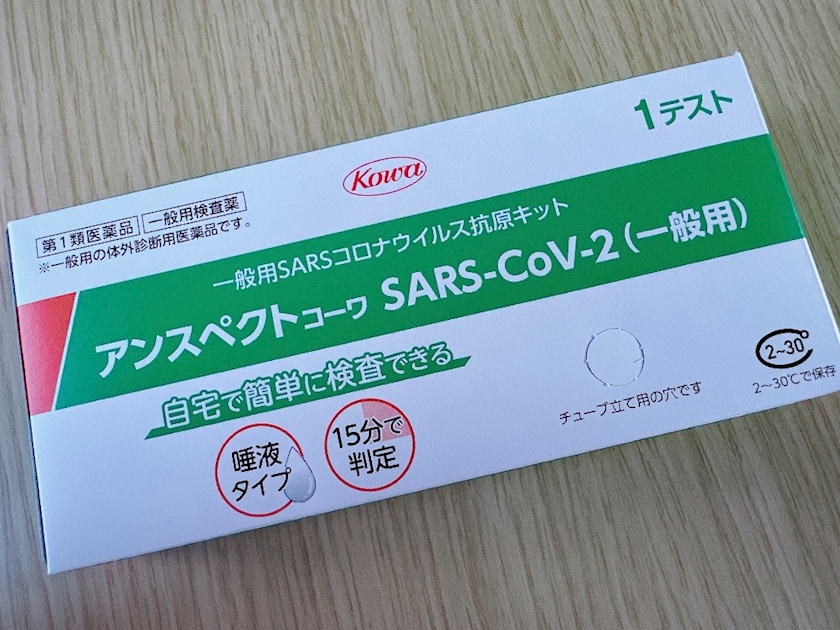 1テスト
Kowa
第1類医薬品 一般用検査薬
※一般用の体外診断用医薬品です。
一般用SARSコロナウイルス抗原キット
アンスペクトコーワ SARS-CoV-2(一般用)
自宅で簡単に検査できる
唾液
タイプ
15分で
判定
チューブ立て用の穴です
2~30°
2~30℃で保存